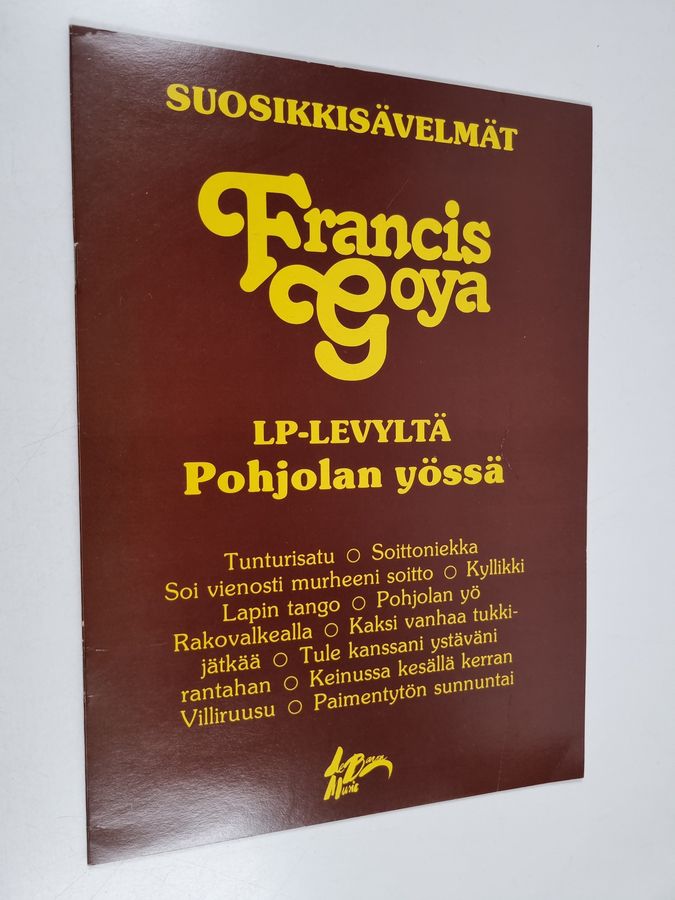 SUOSIKKISÄVELMÄT
Francis
Goya
LP-LEVYLTÄ
Pohjolan yössä
Tunturisatu ○ Soittoniekka
Soi vienosti murheeni soitto ○ Kyllikki
Lapin tango ○ Pohjolan yö
Rakovalkealla ○ Kaksi vanhaa tukki-
jätkää ○ Tule kanssani ystäväni
rantahan ○ Keinussa kesällä kerran
Villiruusu ○ Paimentytön sunnuntai
Music